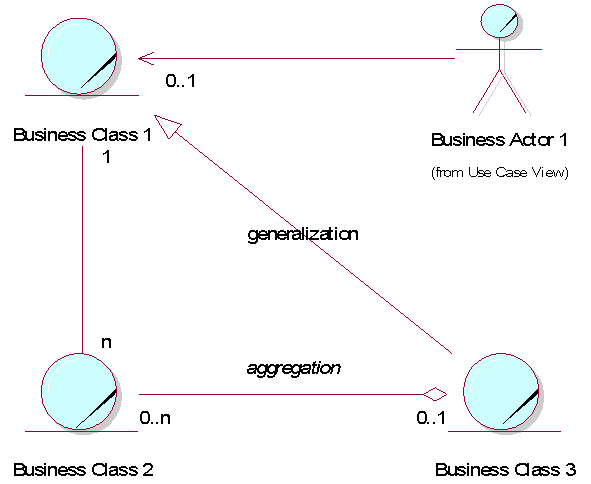 0..1
Business Class 1
1
Business Actor 1
(from Use Case View)
generalization
n
aggregation
0..n
0..1
Business Class 2
Business Class 3